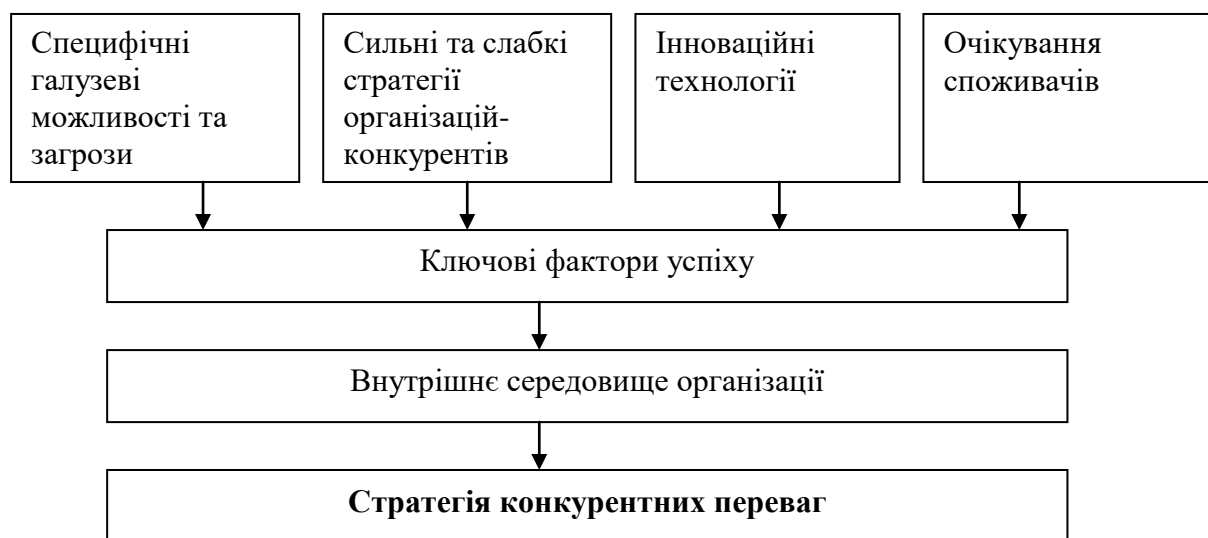 Специфічні
галузеві
можливості та
загрози
Сильні та слабкі
стратегії
організацій-
конкурентів
Інноваційні
технології
Очікування
споживачів
Ключові фактори успіху
Внутрішнє середовище організації
Стратегія конкурентних переваг